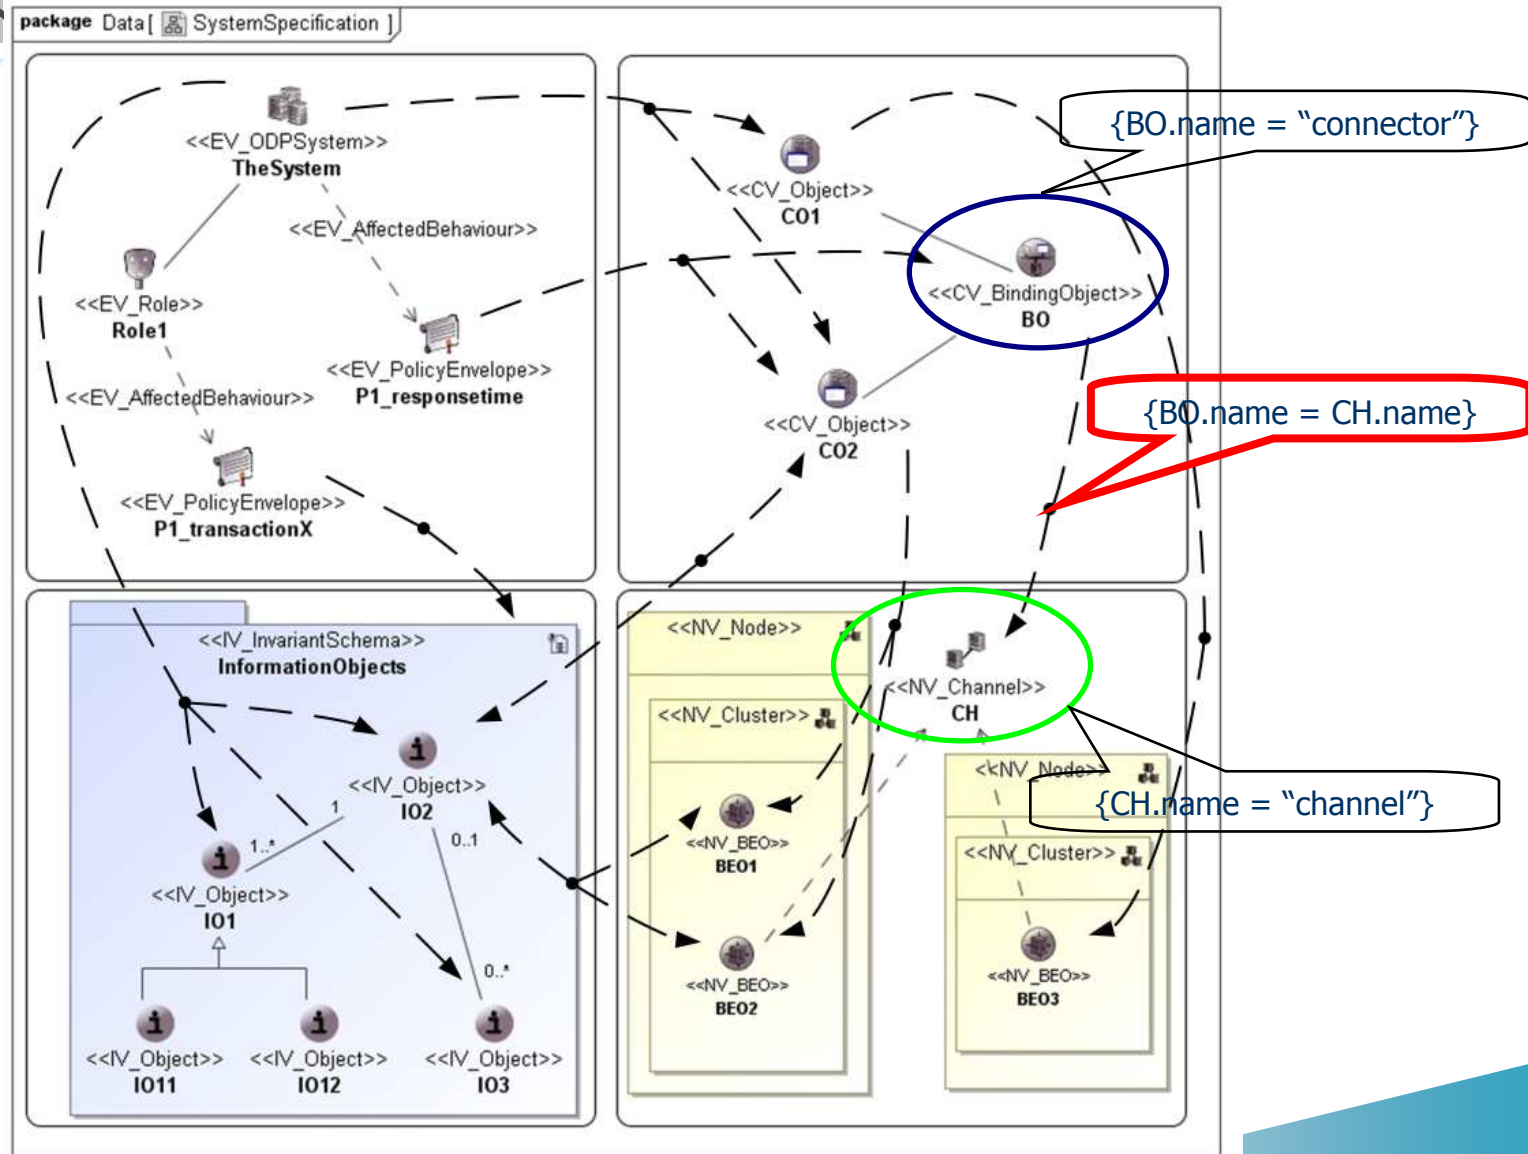 package Data [ SystemSpecification ]
<<EV_ODPSystem>>
TheSystem
<<EV_AffectedBehaviour>>
<<EV_Role>>
Role1
<<EV_PolicyEnvelope>>
P1_responsetime
<<EV_AffectedBehaviour>>
<<EV_PolicyEnvelope>>
P1_transactionX
{BO.name = “connector”}
<<CV_Object>>
CO1
<<CV_BindingObject>>
BO
{BO.name = CH.name}
<<CV_Object>>
CO2
<<IV_InvariantSchema>>
InformationObjects
<<IV_Object>>
IO2
1
1..*
0..1
<<IV_Object>>
IO1
0..*
<<IV_Object>>
IO11
<<IV_Object>>
IO12
<<IV_Object>>
IO3
<<NV_Node>>
<<NV_Channel>>
CH
<<NV_Cluster>>
<<NV_Node>>
{CH.name = “channel”}
<<NV_BEO>>
BEO1
<<NV_Cluster>>
<<NV_BEO>>
BEO2
<<NV_BEO>>
BEO3